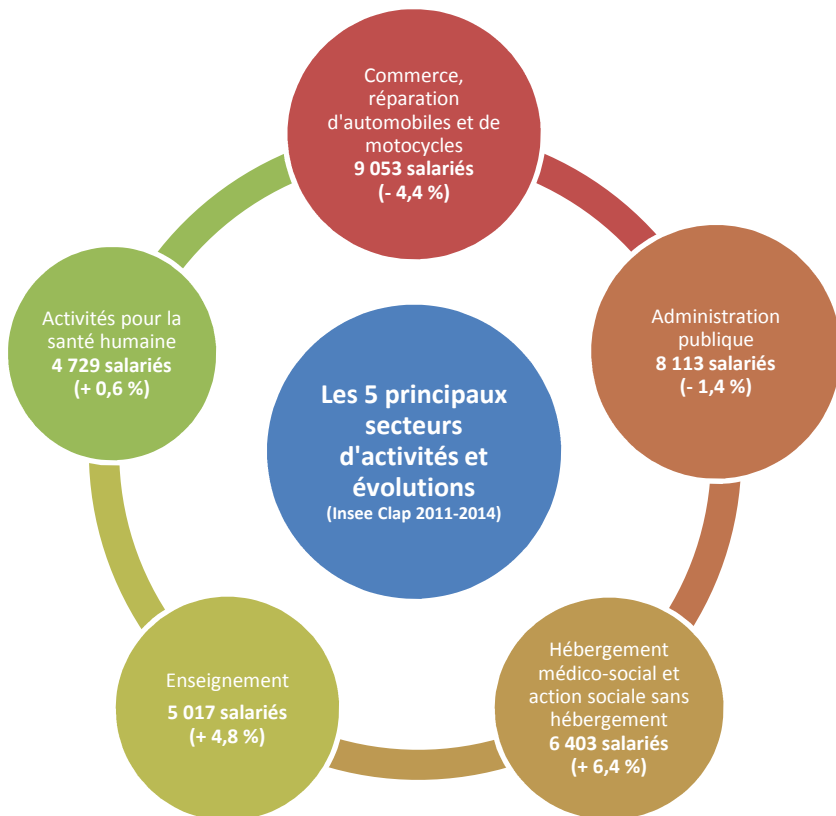 Commerce,
réparation
d'automobiles et de
motocycles
9 053 salariés
(- 4,4 %)
Administration
publique
8 113 salariés
(- 1,4 %)
Hébergement
médico-social et
action sociale sans
hébergement
6 403 salariés
(+ 6,4 %)
Enseignement
5 017 salariés
(+ 4,8 %)
Activités pour la
santé humaine
4 729 salariés
(+ 0,6 %)
Les 5 principaux
secteurs
d'activités et
évolutions
(Insee Clap 2011-2014)